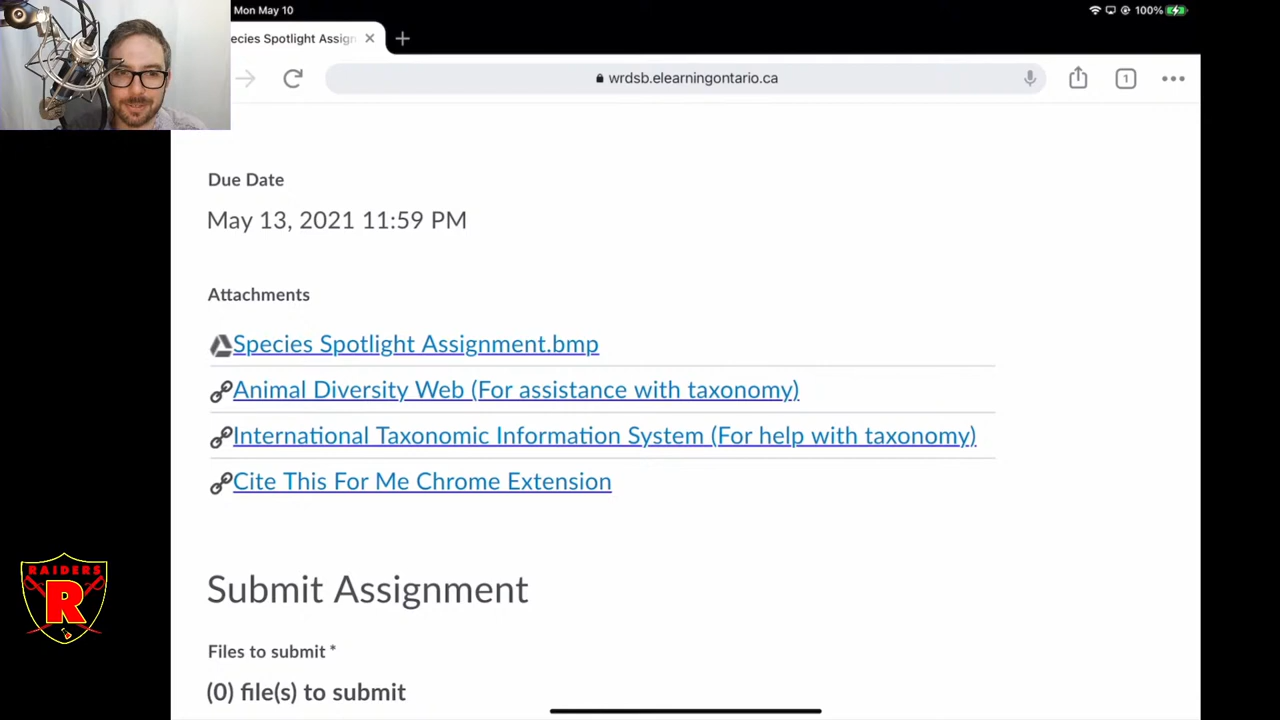 Mon May 10
100%
ecies Spotlight Assign
wrdsb.elearningontario.ca
1
Due Date
May 13, 2021 11:59 PM
Attachments
Species Spotlight Assignment.bmp
Animal Diversity Web (For assistance with taxonomy)
International Taxonomic Information System (For help with taxonomy)
Cite This For Me Chrome Extension
RAIDERS
R
Submit Assignment
Files to submit *
(0) file(s) to submit